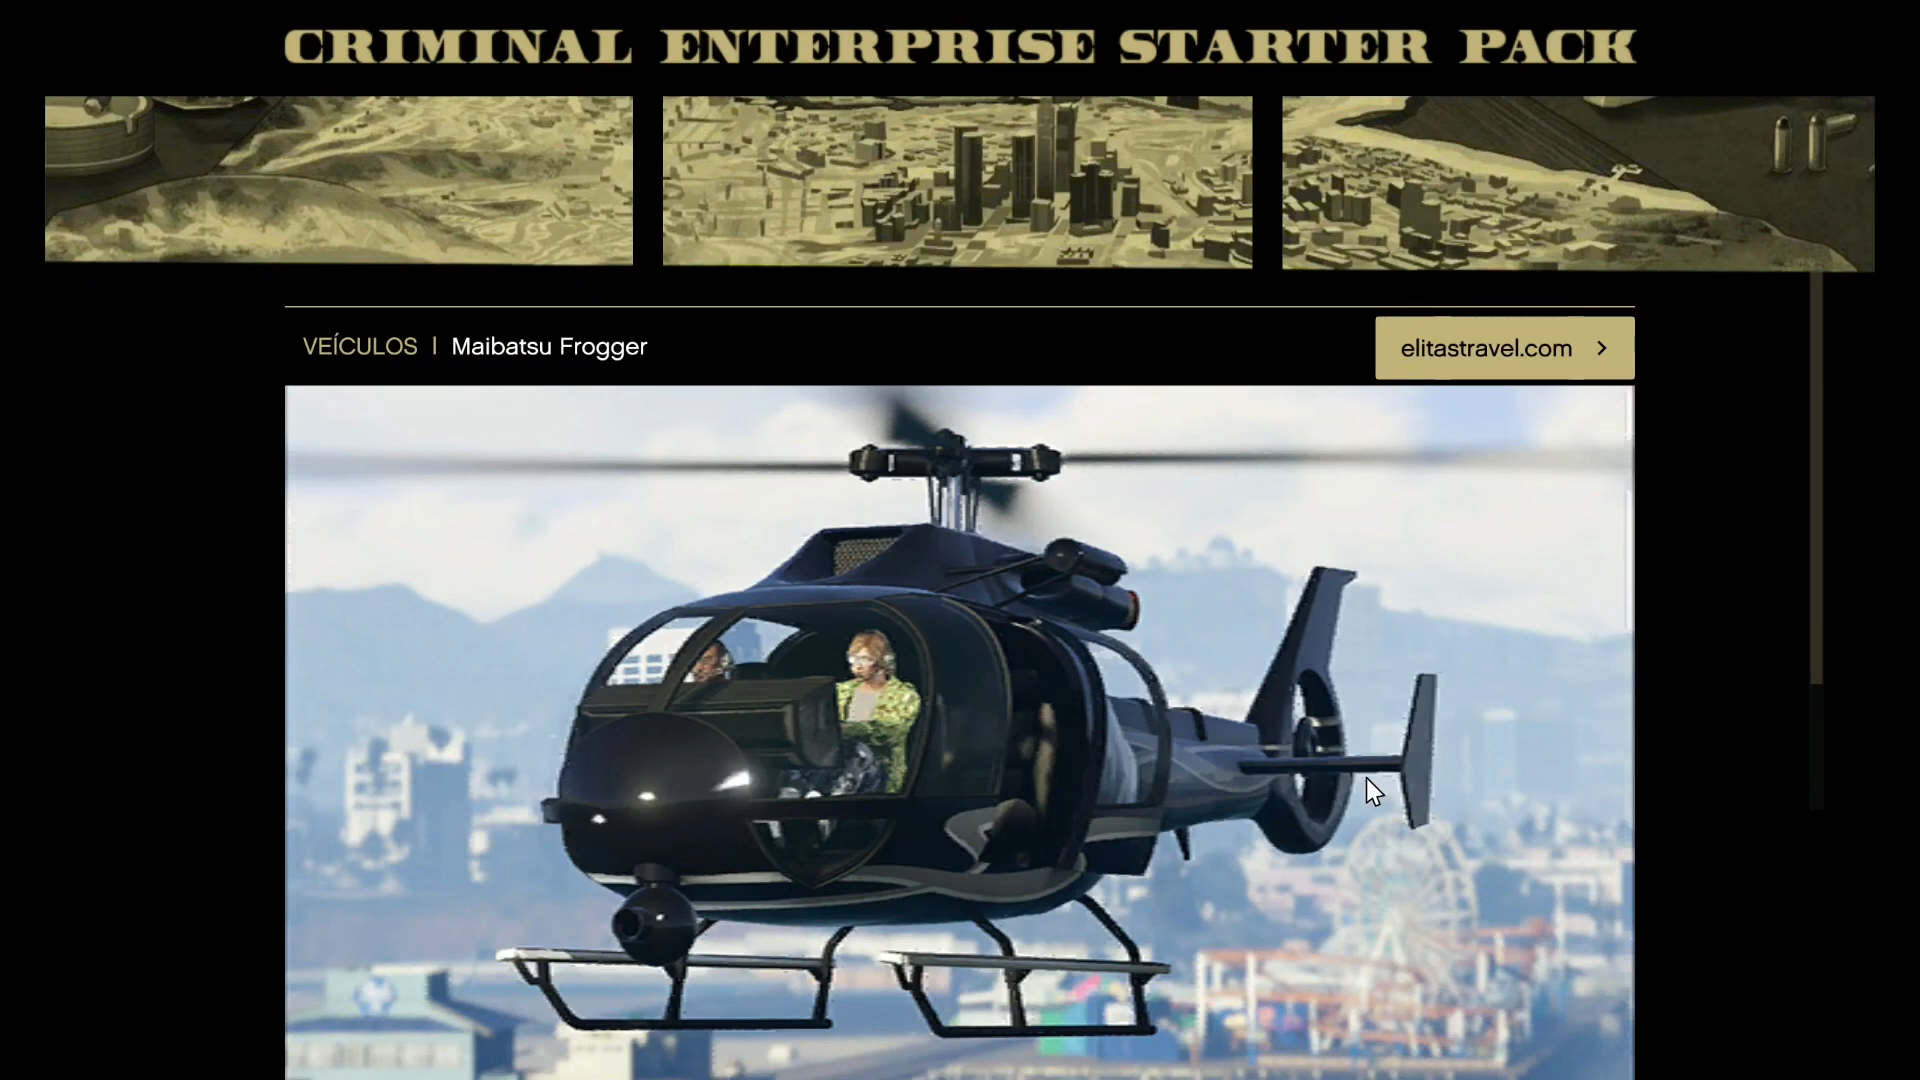 CRIMINAL ENTERPRISE STARTER PACK
VEÍCULOS | Maibatsu Frogger
elitastravel.com >